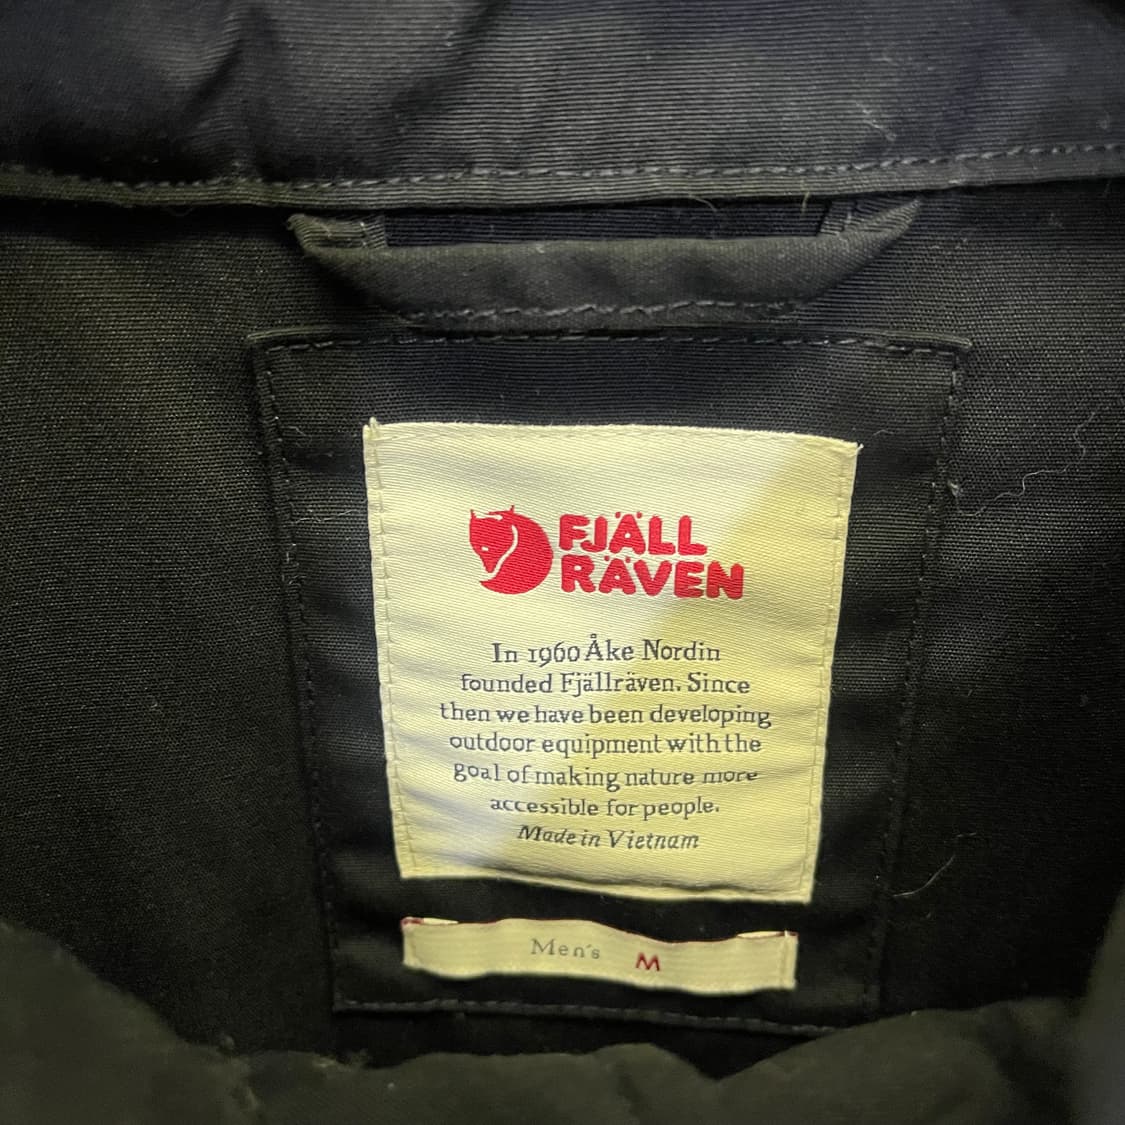 FJÄLL
RÄVEN
In 1960 Åke Nordin
founded Fjällräven. Since
then we have been developing
outdoor equipment with the
goal of making nature more
accessible for people.
Made in Vietnam
Men's M